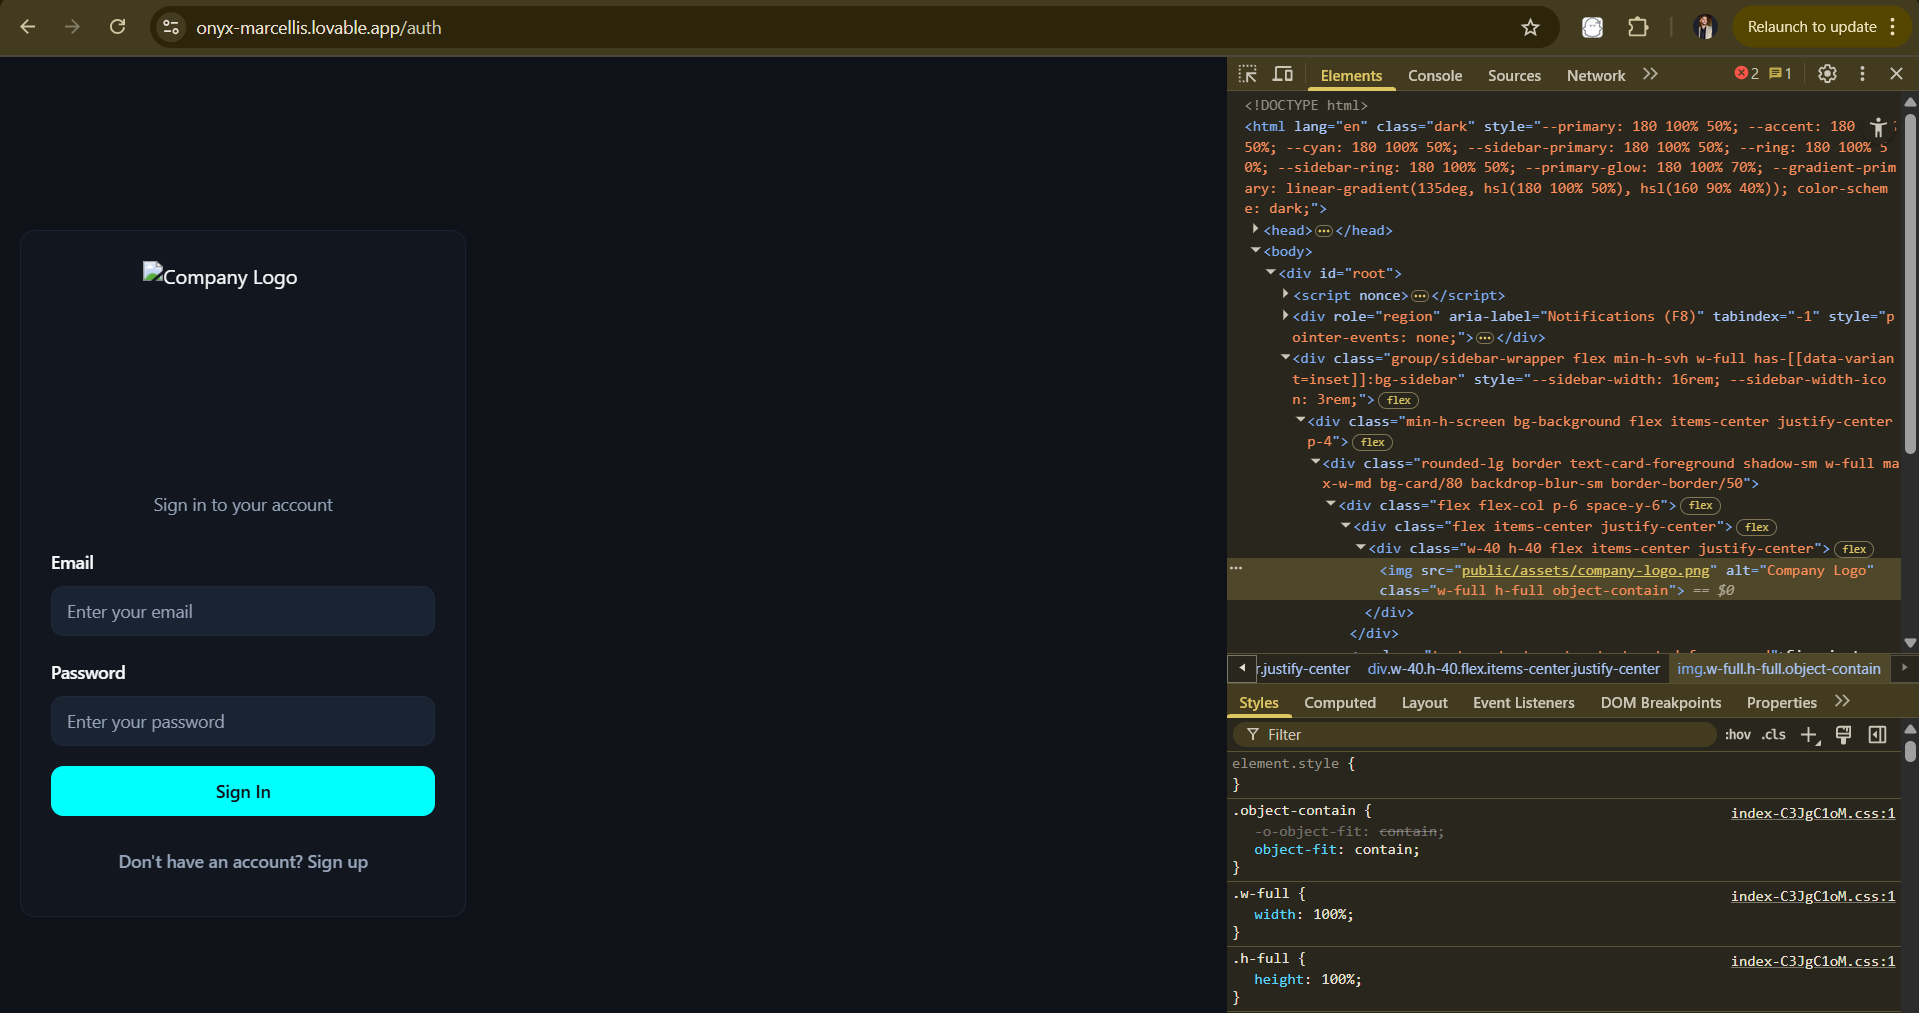 onyx-marcellis.lovable.app/auth
Relaunch to update
Company Logo
Sign in to your account
Email
Enter your email
Password
Enter your password
Sign In
Don't have an account? Sign up
Elements Console Sources Network 2 1
<!DOCTYPE html>
<html lang="en" class="dark" style="--primary: 180 100% 50%; --accent: 180
50%; --cyan: 180 100% 50%; --sidebar-primary: 180 100% 50%; --ring: 180 100% 5
0%; --sidebar-ring: 180 100% 50%; --primary-glow: 180 100% 70%; --gradient-prim
ary: linear-gradient(135deg, hsl(180 100% 50%), hsl(160 90% 40%)); color-schem
e: dark;">
<head> ••• </head>
<body>
<div id="root">
<script nonce> ••• </script>
<div role="region" aria-label="Notifications (F8)" tabindex="-1" style="p
ointer-events: none;"> ••• </div>
<div class="group/sidebar-wrapper flex min-h-svh w-full has-[[data-varian
t=inset]]:bg-sidebar" style="--sidebar-width: 16rem; --sidebar-width-ico
n: 3rem;"> flex
<div class="min-h-screen bg-background flex items-center justify-center
p-4"> flex
<div class="rounded-lg border text-card-foreground shadow-sm w-full ma
x-w-md bg-card/80 backdrop-blur-sm border-border/50">
<div class="flex flex-col p-6 space-y-6"> flex
<div class="flex items-center justify-center"> flex
<div class="w-40 h-40 flex items-center justify-center"> flex
<img src="public/assets/company-logo.png" alt="Company Logo"
class="w-full h-full object-contain"> == $0
</div>
</div>
r.justify-center div.w-40.h-40.flex.items-center.justify-center img.w-full.h-full.object-contain
Styles Computed Layout Event Listeners DOM Breakpoints Properties
Filter :hov .cls
element.style {
}
.object-contain { index-C3JgC1oM.css:1
-o-object-fit: contain;
object-fit: contain;
}
.w-full { index-C3JgC1oM.css:1
width: 100%;
}
.h-full { index-C3JgC1oM.css:1
height: 100%;
}